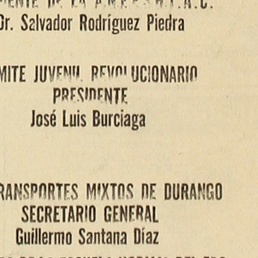 Dr. Salvador Rodríguez Piedra
MITE JUVENIL REVOLUCIONARIO
PRESIDENTE
José Luis Burciaga
TRANSPORTES MIXTOS DE DURANGO
SECRETARIO GENERAL
Guillermo Santana Díaz